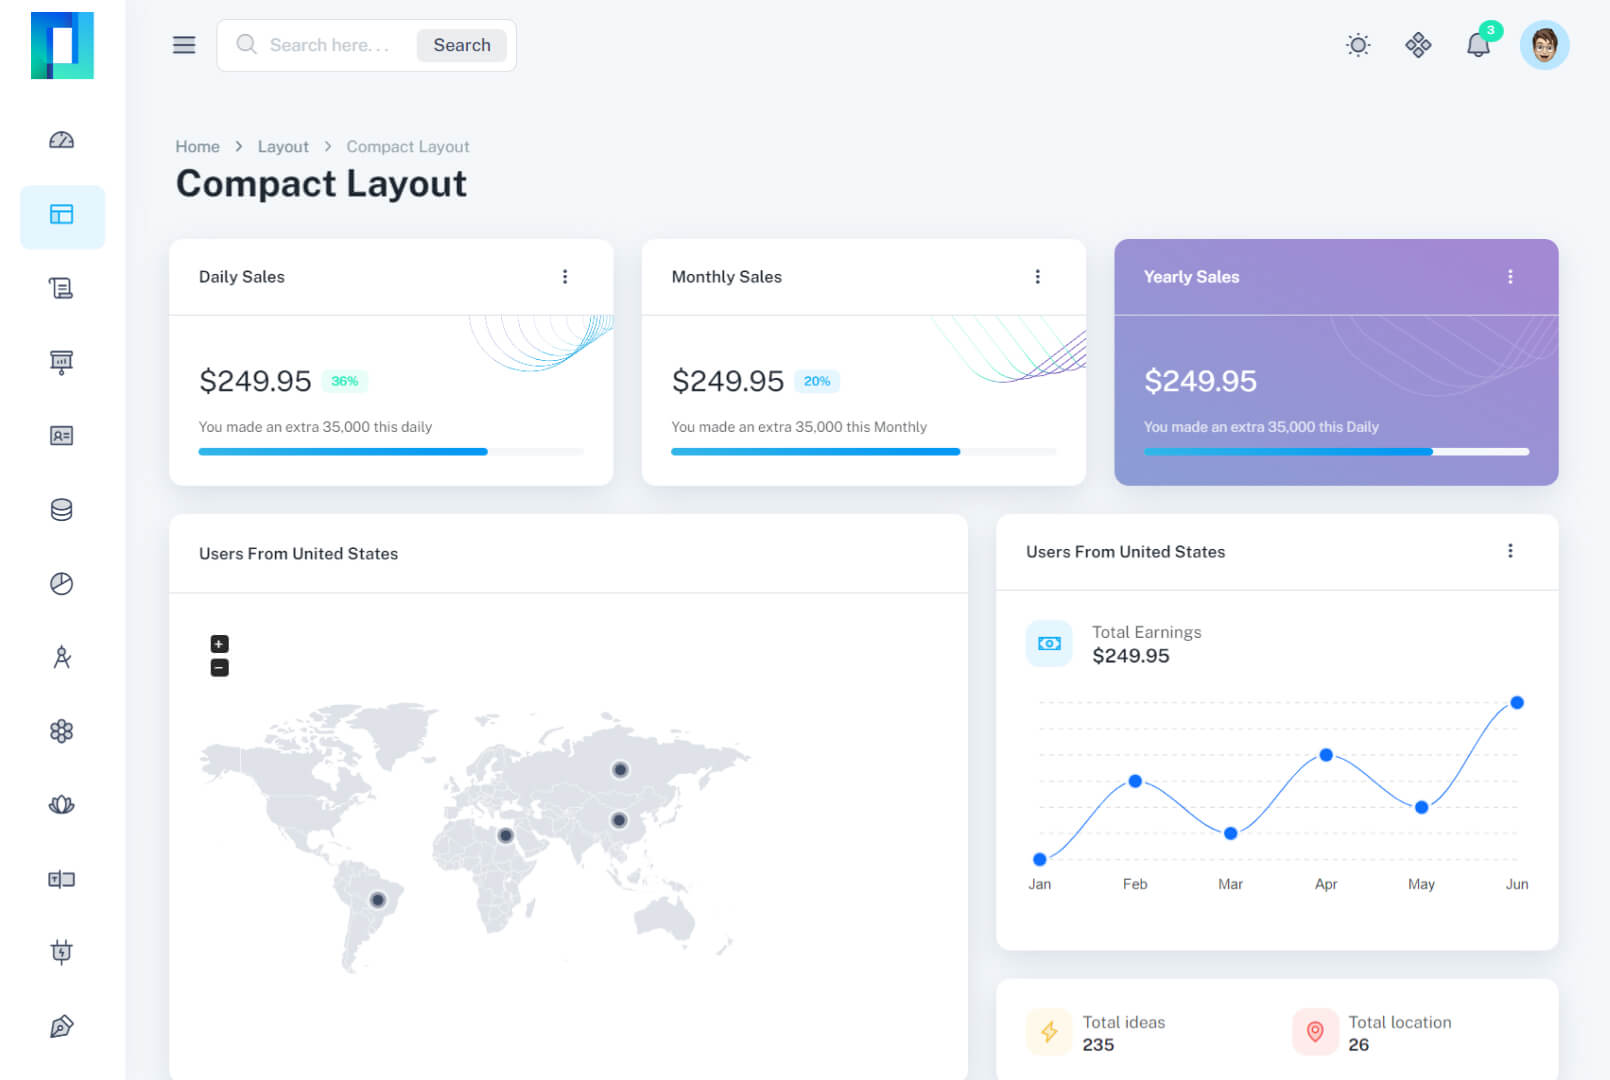 Search here. . .
Search
3
Home > Layout > Compact Layout
Compact Layout
Daily Sales
$249.95 36%
You made an extra 35,000 this daily
Monthly Sales
$249.95 20%
You made an extra 35,000 this Monthly
Yearly Sales
$249.95
You made an extra 35,000 this Daily
Users From United States
+
−
Users From United States
Total Earnings
$249.95
Jan Feb Mar Apr May Jun
Total ideas
235
Total location
26